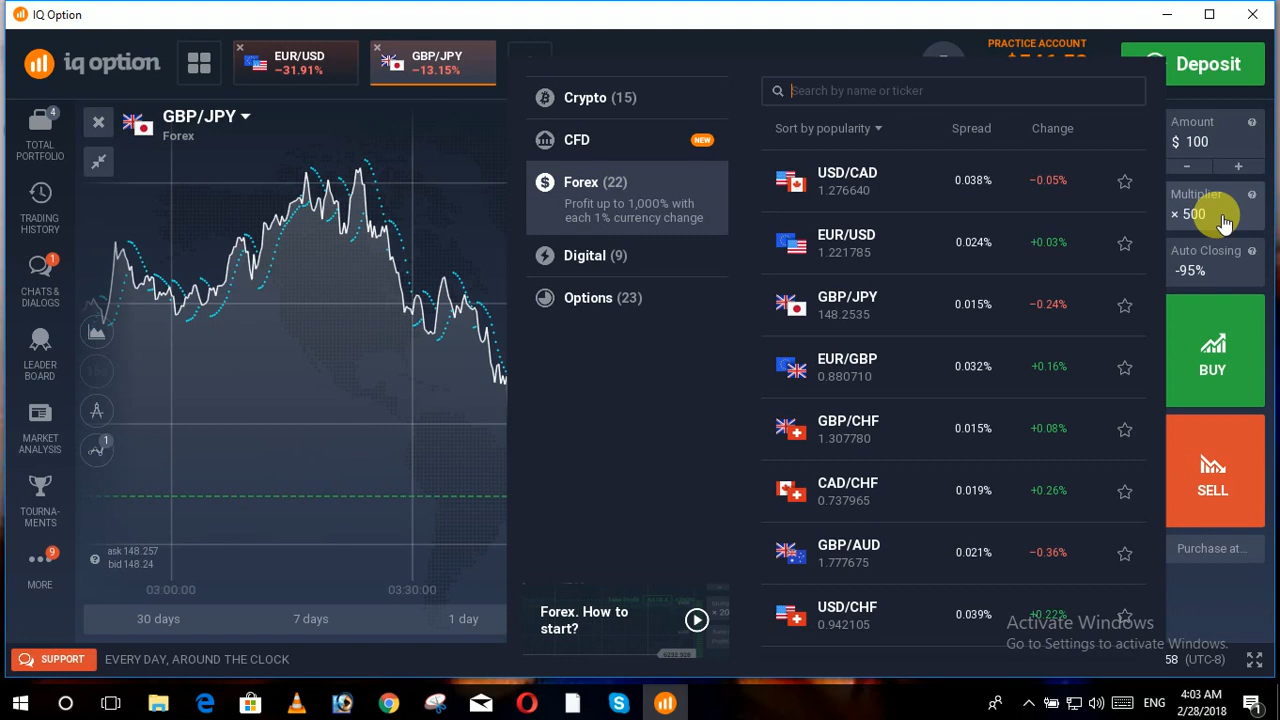 IQ Option
iq option
EUR/USD
−31.91%
GBP/JPY
−13.15%
PRACTICE ACCOUNT
Deposit
4
TOTAL
PORTFOLIO
TRADING
HISTORY
1
CHATS &
DIALOGS
LEADER
BOARD
MARKET
ANALYSIS
TOURNA-
MENTS
9
MORE
GBP/JPY
Forex
1
ask 148.257
bid 148.24
03:00:00
03:30:00
30 days
7 days
1 day
Crypto (15)
CFD
NEW
Forex (22)
Profit up to 1,000% with
each 1% currency change
Digital (9)
Options (23)
Forex. How to
start?
Search by name or ticker
Sort by popularity
Spread
Change
USD/CAD
1.276640
0.038%
−0.05%
EUR/USD
1.221785
0.024%
+0.03%
GBP/JPY
148.2535
0.015%
−0.24%
EUR/GBP
0.880710
0.032%
+0.16%
GBP/CHF
1.307780
0.015%
+0.08%
CAD/CHF
0.737965
0.019%
+0.26%
GBP/AUD
1.777675
0.021%
−0.36%
USD/CHF
0.942105
0.039%
+0.22%
Amount
$ 100
-
+
Multiplier
× 500
Auto Closing
-95%
BUY
SELL
Purchase at...
Activate Windows
Go to Settings to activate Windows.
SUPPORT
EVERY DAY, AROUND THE CLOCK
58 (UTC-8)
ENG
4:03 AM
2/28/2018
1